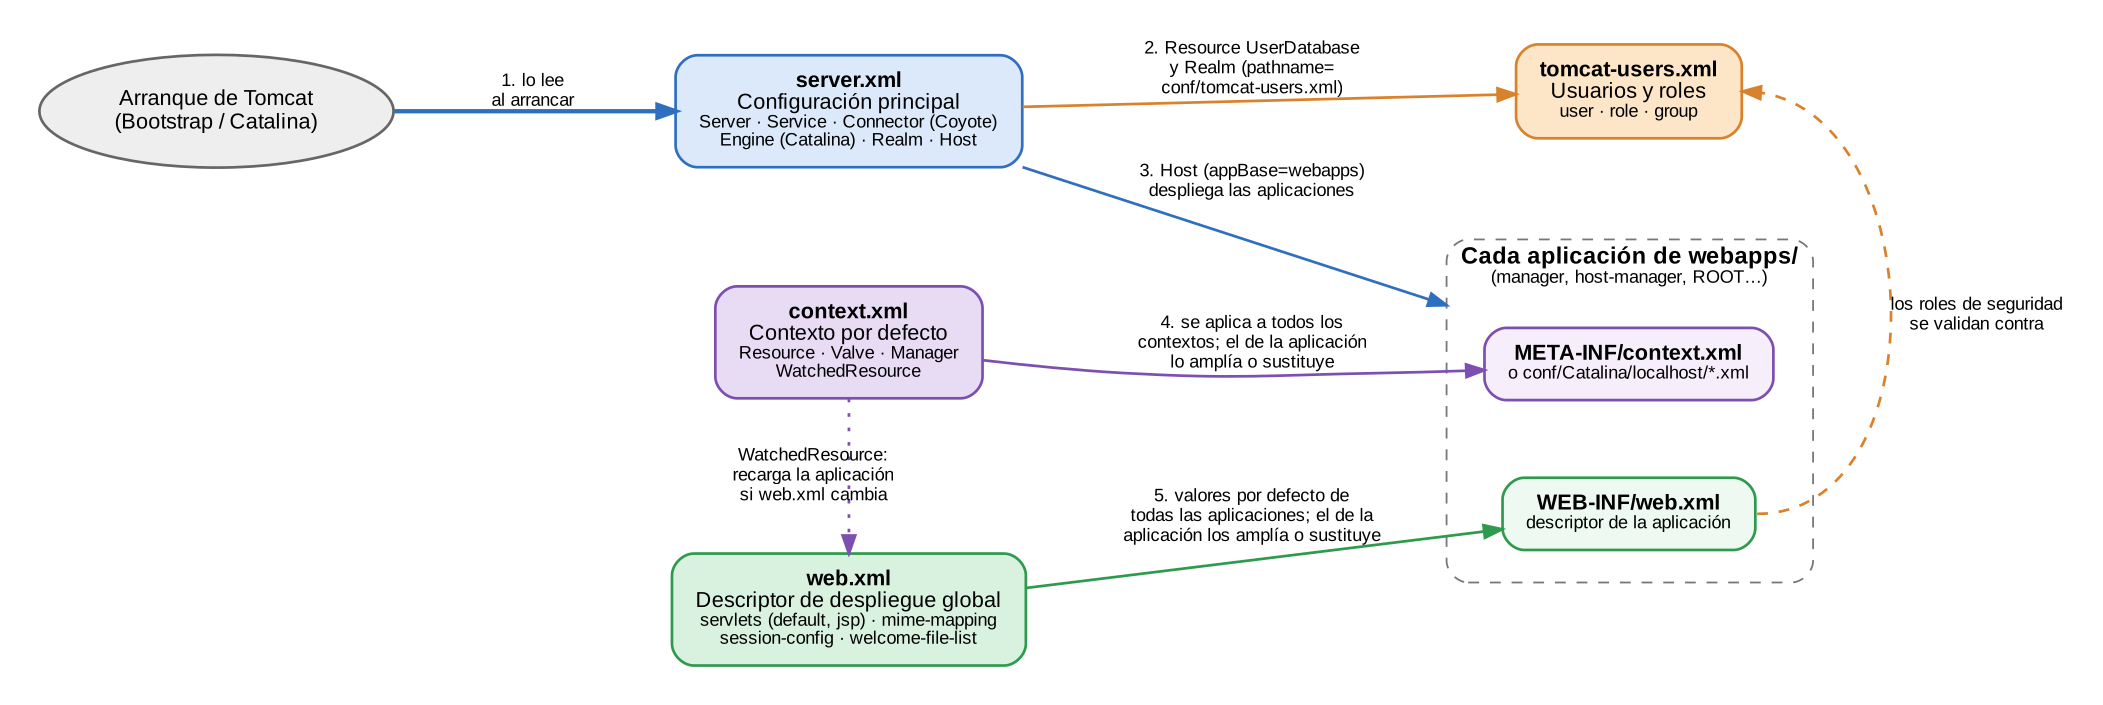 Arranque de Tomcat
(Bootstrap / Catalina)
1. lo lee
al arrancar
server.xml
Configuración principal
Server · Service · Connector (Coyote)
Engine (Catalina) · Realm · Host
2. Resource UserDatabase
y Realm (pathname=
conf/tomcat-users.xml)
tomcat-users.xml
Usuarios y roles
user · role · group
3. Host (appBase=webapps)
despliega las aplicaciones
Cada aplicación de webapps/
(manager, host-manager, ROOT...)
context.xml
Contexto por defecto
Resource · Valve · Manager
WatchedResource
4. se aplica a todos los
contextos; el de la aplicación
lo amplía o sustituye
META-INF/context.xml
o conf/Catalina/localhost/*.xml
los roles de seguridad
se validan contra
WatchedResource:
recarga la aplicación
si web.xml cambia
5. valores por defecto de
todas las aplicaciones; el de la
aplicación los amplía o sustituye
WEB-INF/web.xml
descriptor de la aplicación
web.xml
Descriptor de despliegue global
servlets (default, jsp) · mime-mapping
session-config · welcome-file-list